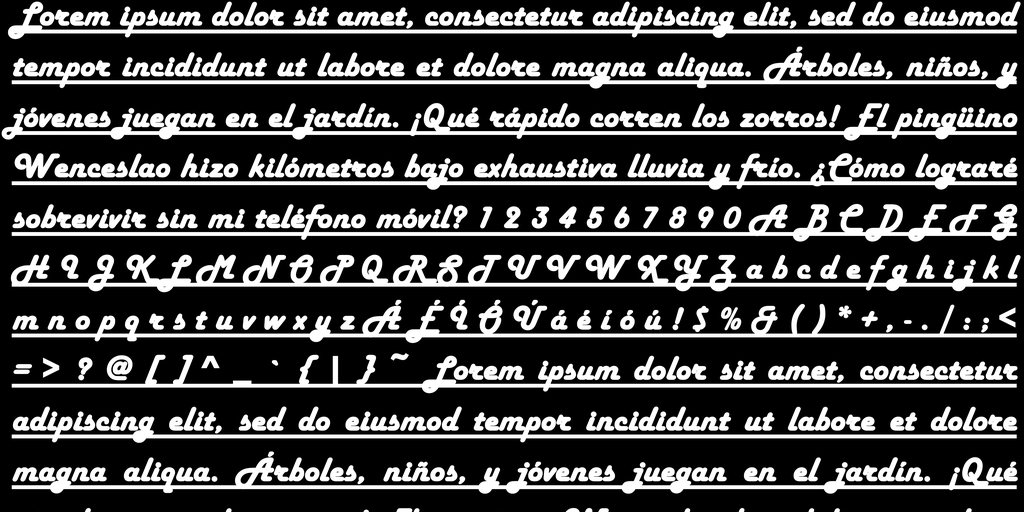 Lorem ipsum dolor sit amet, consectetur adipiscing elit, sed do eiusmod
tempor incididunt ut labore et dolore magna aliqua. Árboles, niños, y
jóvenes juegan en el jardín. ¡Qué rápido corren los zorros! El pingüino
Wenceslao hizo kilómetros bajo exhaustiva lluvia y frío. ¿Cómo lograré
sobrevivir sin mi teléfono móvil? 1 2 3 4 5 6 7 8 9 0 A B C D E F G
H I J K L M N O P Q R S T U V W X Y Z a b c d e f g h i j k l
m n o p q r s t u v w x y z Á É Í Ó Ú á é í ó ú ! $ % & ( ) * + , - . / : ; <
= > ? @ [ ] ^ _ ` { | } ~ Lorem ipsum dolor sit amet, consectetur
adipiscing elit, sed do eiusmod tempor incididunt ut labore et dolore
magna aliqua. Árboles, niños, y jóvenes juegan en el jardín. ¡Qué